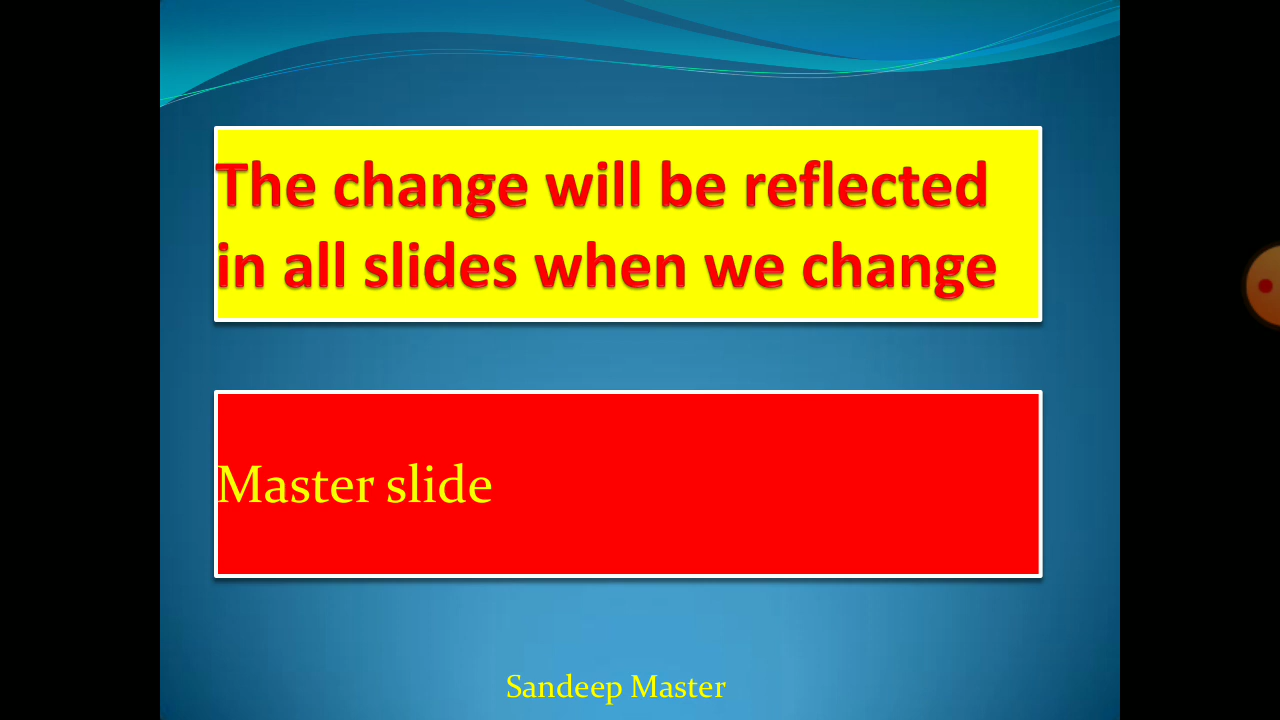 The change will be reflected
in all slides when we change
Master slide
Sandeep Master